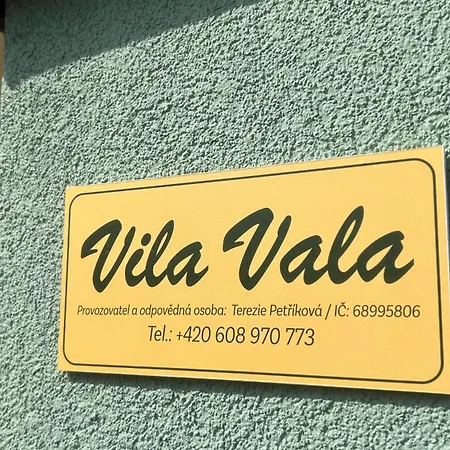 Vila Vala
Provozovatel a odpovědná osoba: Terezie Petříková / IČ: 68995806
Tel.: +420 608 970 773